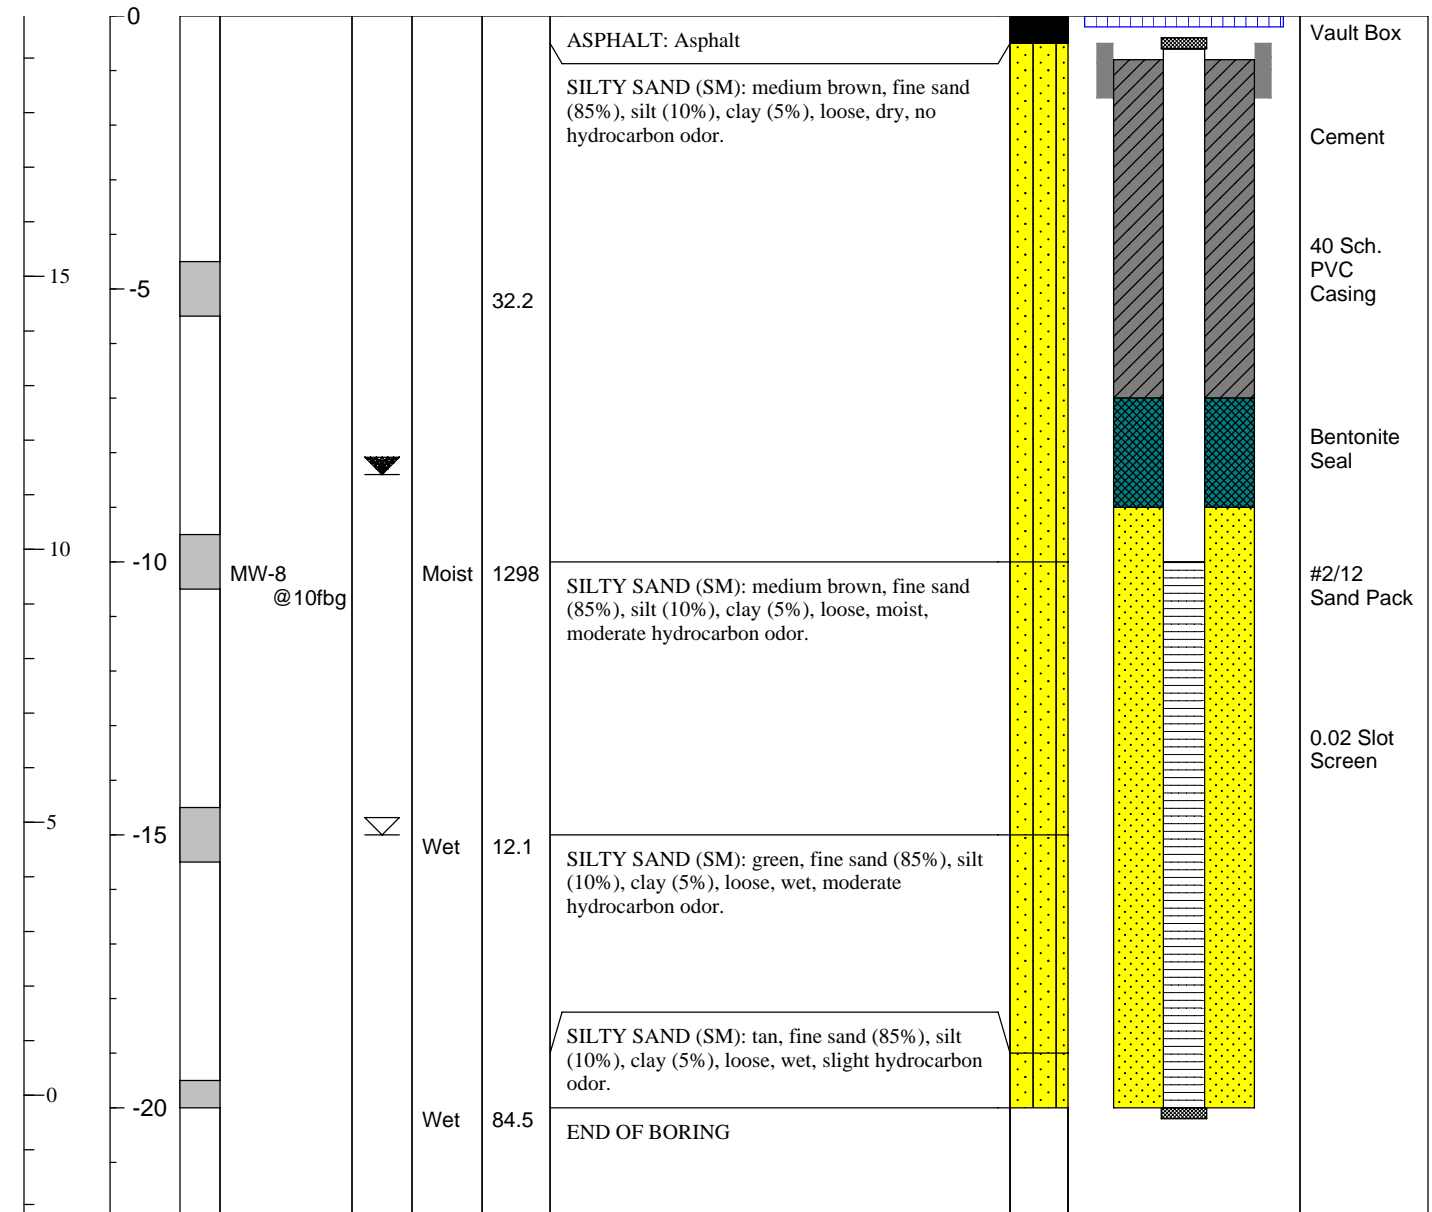 0
ASPHALT: Asphalt
Vault Box
SILTY SAND (SM): medium brown, fine sand
(85%), silt (10%), clay (5%), loose, dry, no
hydrocarbon odor.
Cement
40 Sch.
PVC
Casing
15
-5
32.2
Bentonite
Seal
10
-10
MW-8
@10fbg
Moist
1298
SILTY SAND (SM): medium brown, fine sand
(85%), silt (10%), clay (5%), loose, moist,
moderate hydrocarbon odor.
#2/12
Sand Pack
0.02 Slot
Screen
5
-15
Wet
12.1
SILTY SAND (SM): green, fine sand (85%), silt
(10%), clay (5%), loose, wet, moderate
hydrocarbon odor.
SILTY SAND (SM): tan, fine sand (85%), silt
(10%), clay (5%), loose, wet, slight hydrocarbon
odor.
0
-20
Wet
84.5
END OF BORING